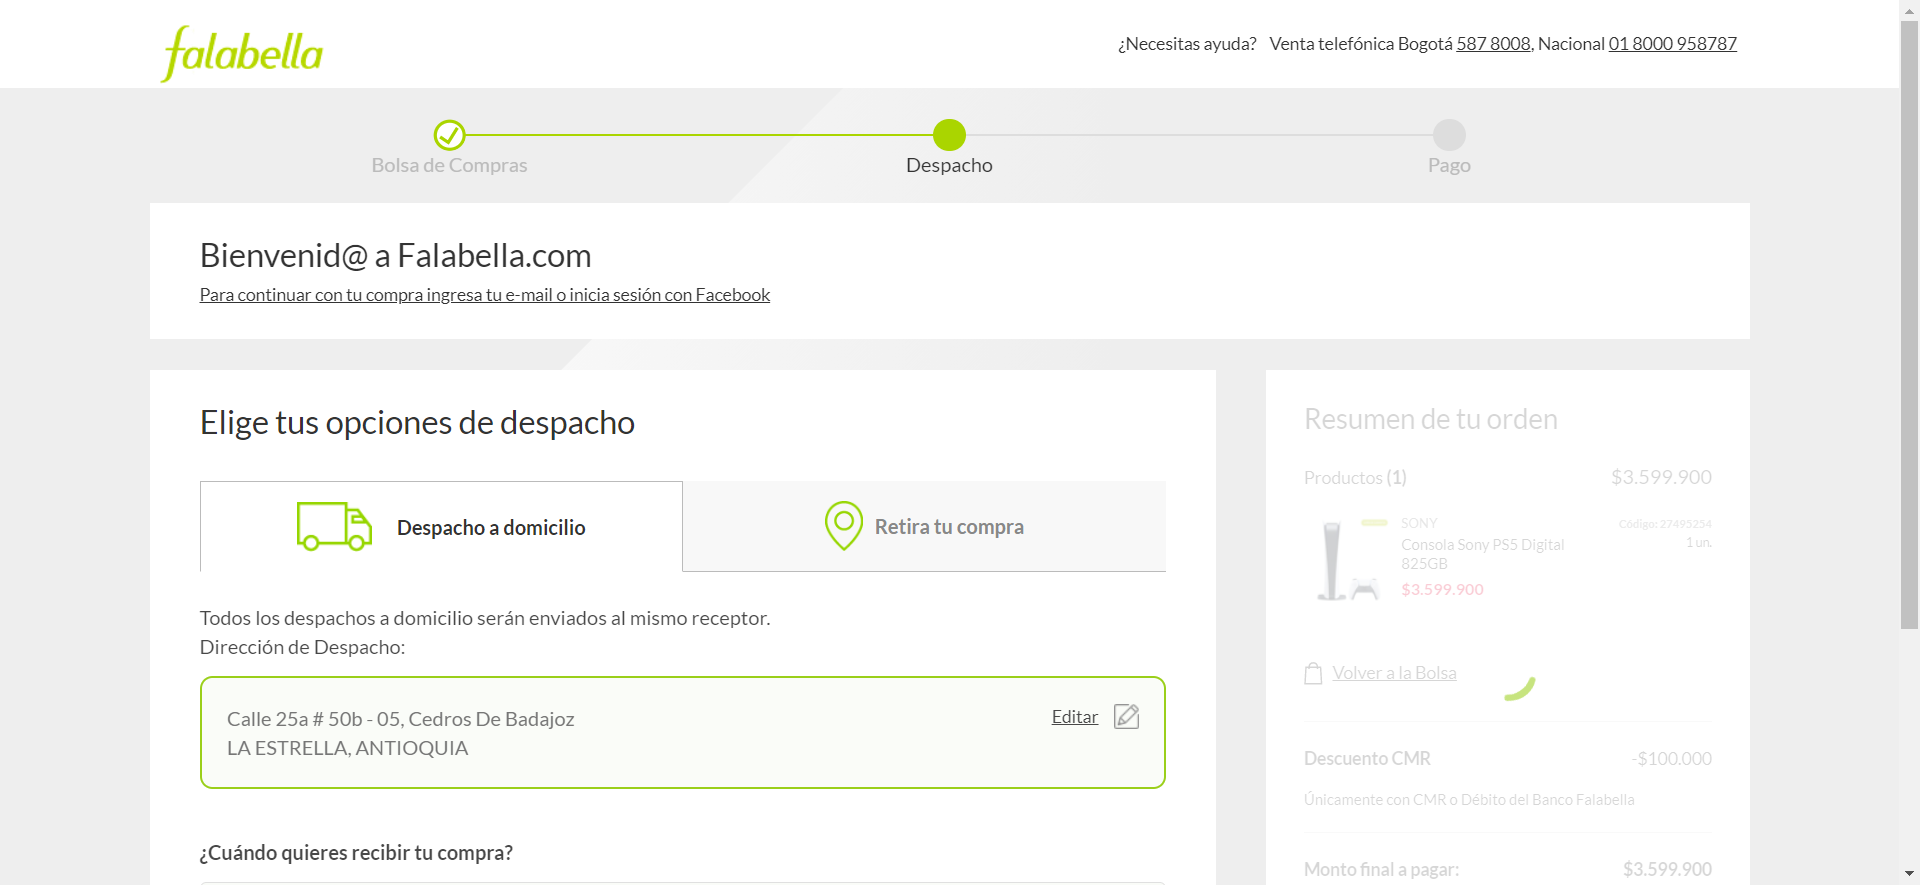 falabella
¿Necesitas ayuda? Venta telefónica Bogotá 587 8008, Nacional 01 8000 958787
Bolsa de Compras
Despacho
Pago
Bienvenid@ a Falabella.com
Para continuar con tu compra ingresa tu e-mail o inicia sesión con Facebook
Elige tus opciones de despacho
Despacho a domicilio
Retira tu compra
Todos los despachos a domicilio serán enviados al mismo receptor.
Dirección de Despacho:
Calle 25a # 50b - 05, Cedros De Badajoz
LA ESTRELLA, ANTIOQUIA
Editar
¿Cuándo quieres recibir tu compra?
Resumen de tu orden
Productos (1) $3.599.900
SONY Código: 27495254
Consola Sony PS5 Digital 1 un.
825GB
$3.599.900
Volver a la Bolsa
Descuento CMR -$100.000
Únicamente con CMR o Débito del Banco Falabella
Monto final a pagar: $3.599.900